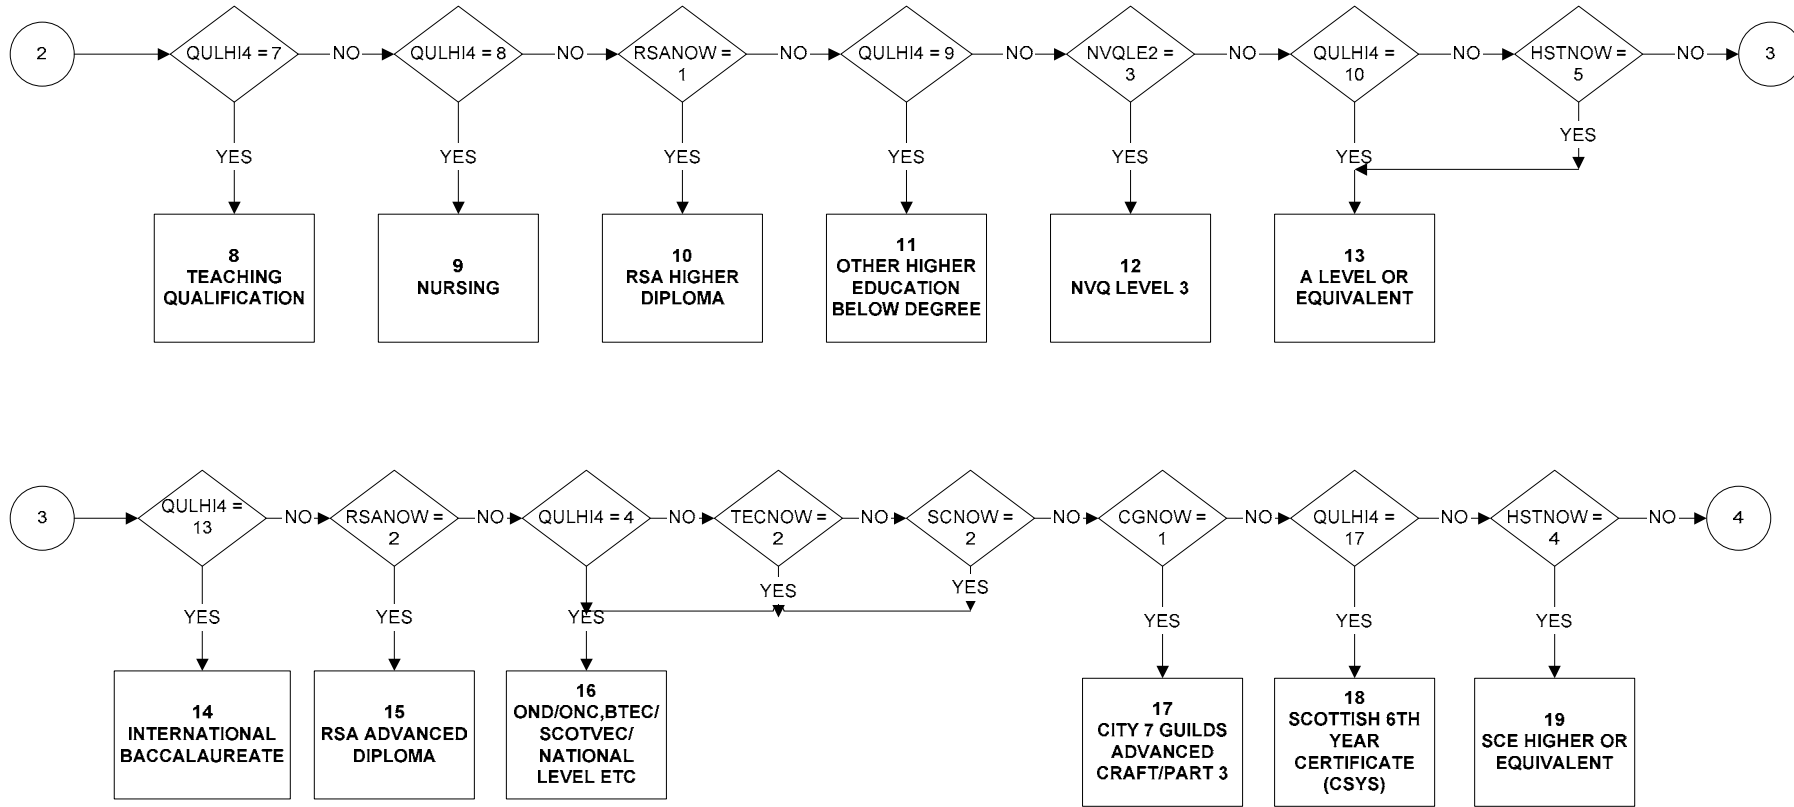 2
QULHI4 = 7
NO
QULHI4 = 8
NO
RSANOW =
1
NO
QULHI4 = 9
NO
NVQLE2 =
3
NO
QULHI4 =
10
NO
HSTNOW =
5
NO
3
YES
YES
YES
YES
YES
YES
YES
8
TEACHING
QUALIFICATION
9
NURSING
10
RSA HIGHER
DIPLOMA
11
OTHER HIGHER
EDUCATION
BELOW DEGREE
12
NVQ LEVEL 3
13
A LEVEL OR
EQUIVALENT
3
QULHI4 =
13
NO
RSANOW =
2
NO
QULHI4 = 4
NO
TECNOW =
2
NO
SCNOW =
2
NO
CGNOW =
1
NO
QULHI4 =
17
NO
HSTNOW =
4
NO
4
YES
YES
YES
YES
YES
YES
YES
YES
14
INTERNATIONAL
BACCALAUREATE
15
RSA ADVANCED
DIPLOMA
16
OND/ONC,BTEC/
SCOTVEC/
NATIONAL
LEVEL ETC
17
CITY 7 GUILDS
ADVANCED
CRAFT/PART 3
18
SCOTTISH 6TH
YEAR
CERTIFICATE
(CSYS)
19
SCE HIGHER OR
EQUIVALENT